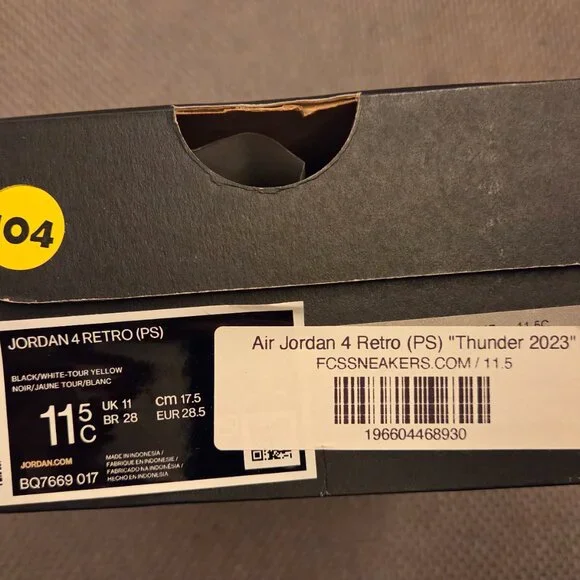 04
JORDAN 4 RETRO (PS)
BLACK/WHITE-TOUR YELLOW
NOIR/JAUNE TOUR/BLANC
11 5 C
UK 11
BR 28
cm 17.5
EUR 28.5
JORDAN.COM
BQ7669 017
MADE IN INDONESIA /
FABRIQUE EN INDONESIE /
FABRICADO NA INDONÉSIA /
HECHO EN INDONESIA
11.5C
Air Jordan 4 Retro (PS) "Thunder 2023"
FCSSNEAKERS.COM / 11.5
196604468930